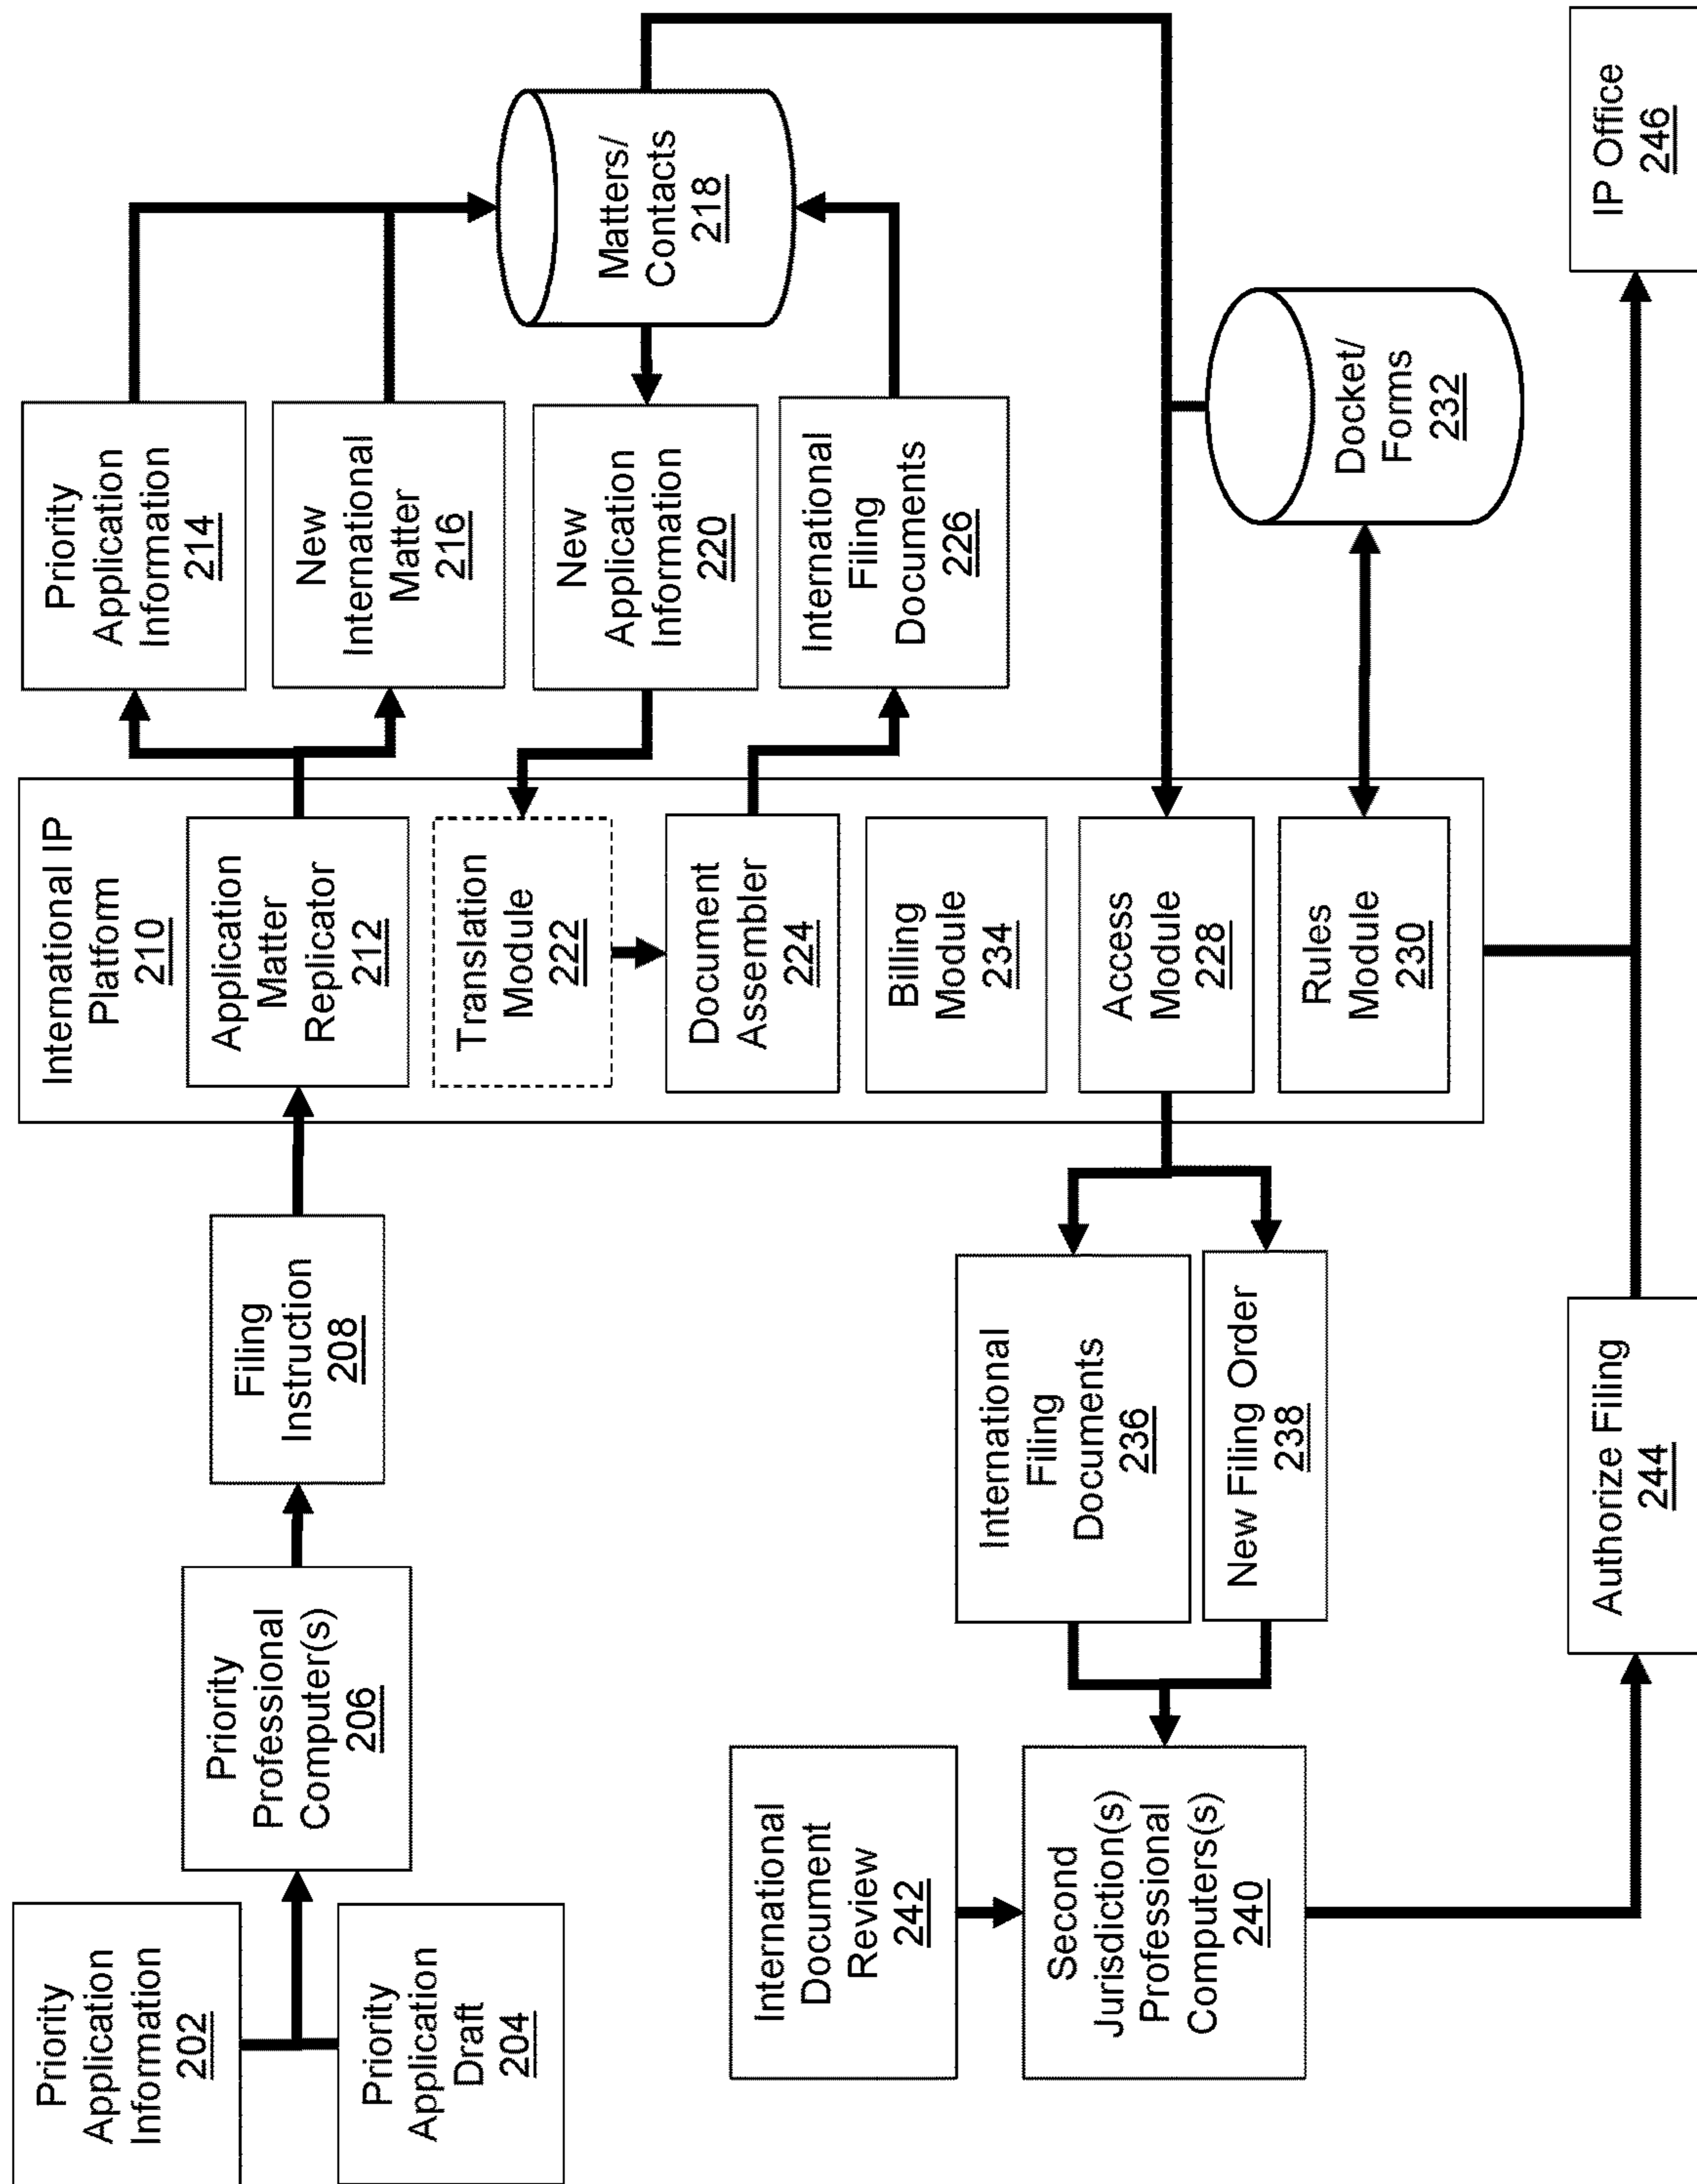 Priority
Application
Information
202
Priority
Application
Draft
204
Priority
Professional
Computer(s)
206
Filing
Instruction
208
International IP
Platform
210
Application
Matter
Replicator
212
Translation
Module
222
Document
Assembler
224
Billing
Module
234
Access
Module
228
Rules
Module
230
Priority
Application
Information
214
New
International
Matter
216
New
Application
Information
220
International
Filing
Documents
226
Matters/
Contacts
218
Docket/
Forms
232
International
Filing
Documents
236
New Filing Order
238
International
Document
Review
242
Second
Jurisdiction(s)
Professional
Computers(s)
240
Authorize Filing
244
IP Office
246